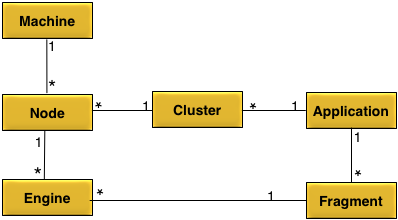 Machine
1
*
Node
*
1
Cluster
*
1
Application
1
*
1
*
Engine
*
1
Fragment